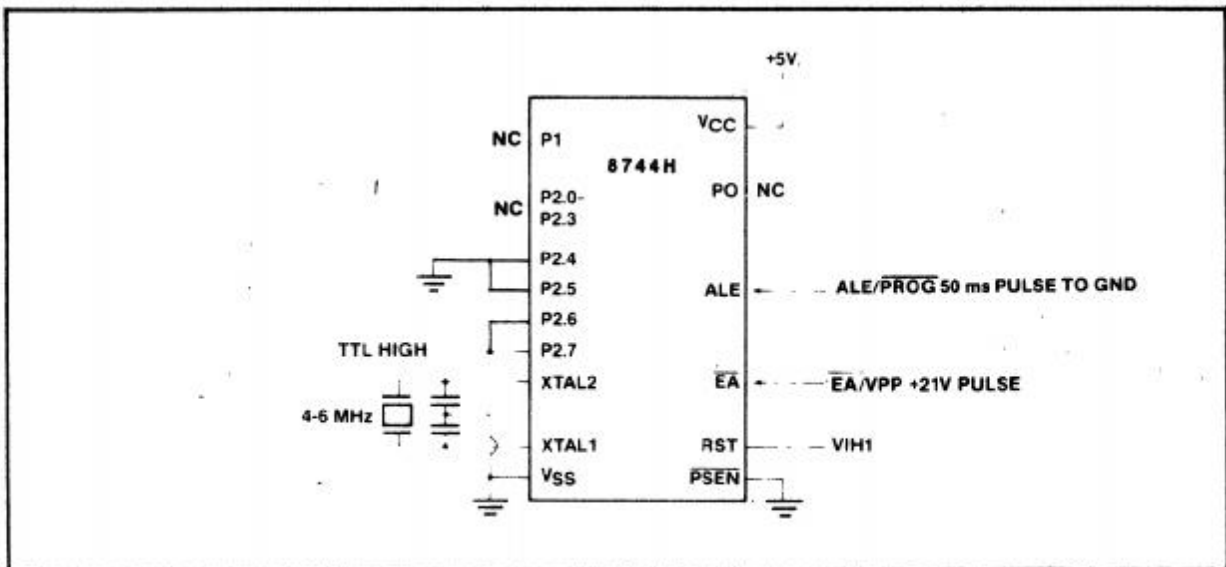 +5V
VCC
NC P1
8744H
PO NC
NC P2.0-
P2.3
P2.4
P2.5
ALE
ALE/PROG 50 ms PULSE TO GND
P2.6
TTL HIGH
P2.7
XTAL2
EA
EA/VPP +21V PULSE
4-6 MHz
XTAL1
RST
VIH1
VSS
PSEN